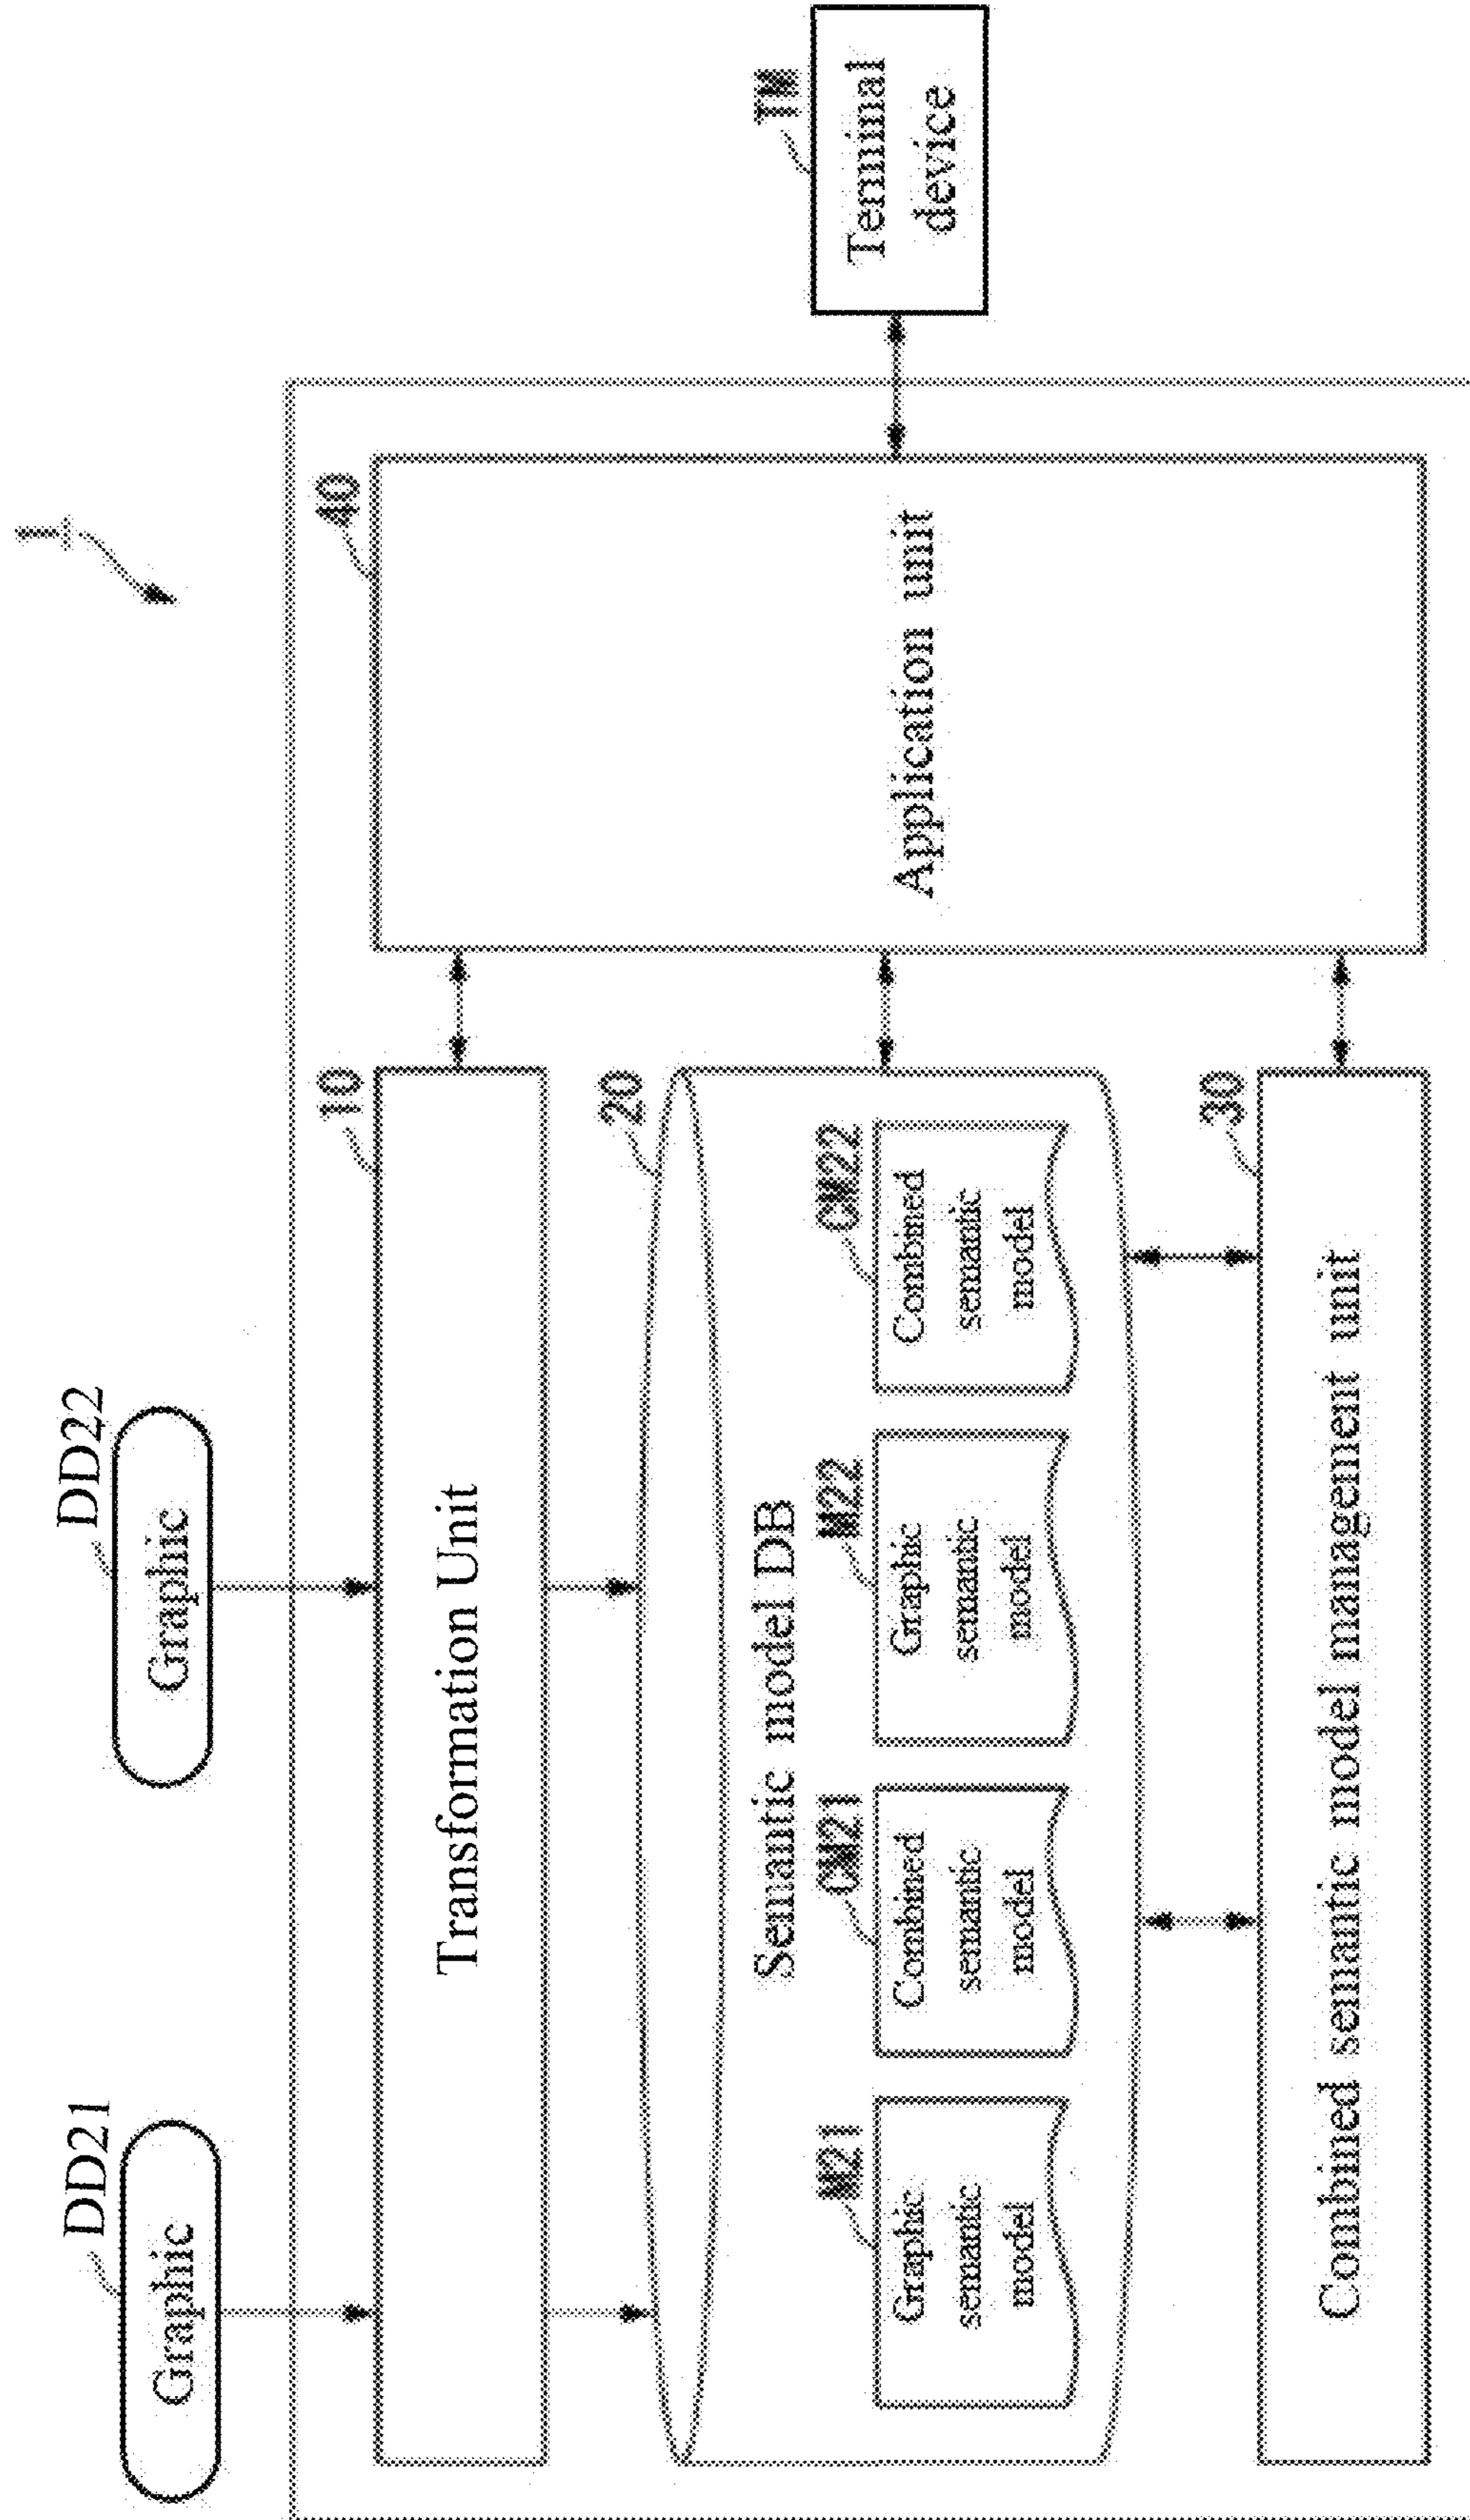 1
DD21
Graphic
DD22
Graphic
10
Transformation Unit
20
Semantic model DB
M21
Graphic
semantic
model
CM21
Combined
semantic
model
M22
Graphic
semantic
model
CM22
Combined
semantic
model
30
Combined semantic model management unit
40
Application unit
TM
Terminal
device